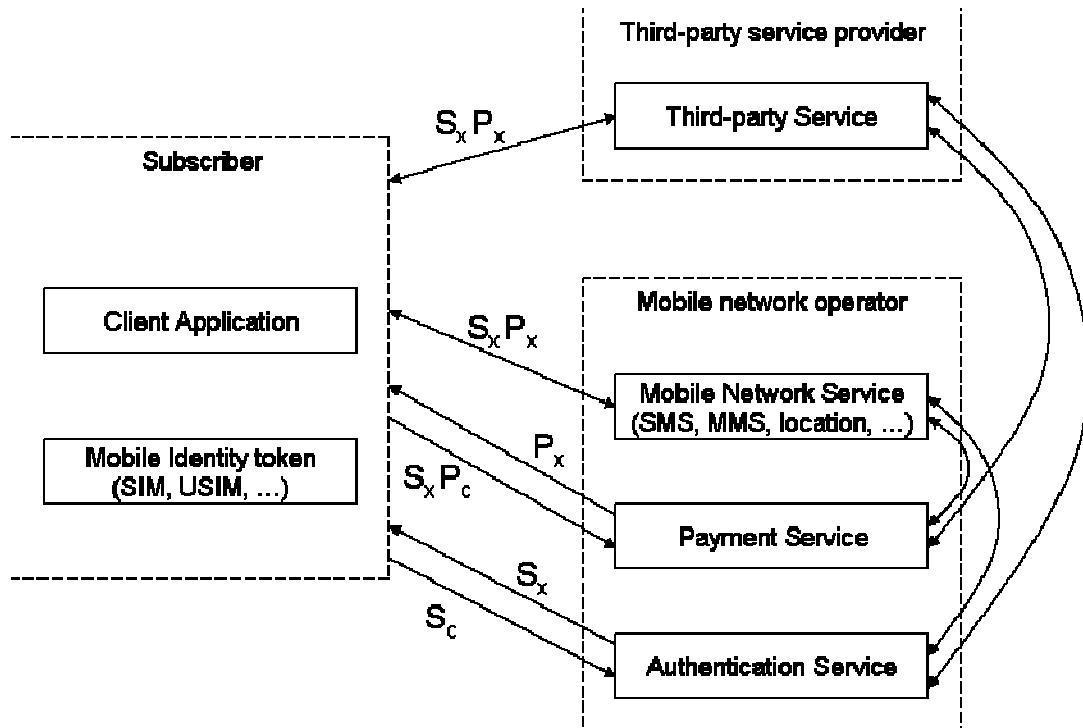 Third-party service provider
Third-party Service
SxPx
Subscriber
Client Application
Mobile Identity token
(SIM, USIM, ...)
Mobile network operator
SxPx
Mobile Network Service
(SMS, MMS, location, ...)
Px
SxPc
Payment Service
Sx
Sc
Authentication Service